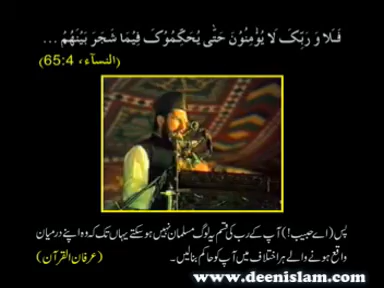 فَلَا وَ رَبِّکَ لَا یُؤْمِنُوْنَ حَتّٰی یُحَکِّمُوْکَ فِیْمَا شَجَرَ بَیْنَهُمْ ...
(النسآء، 65:4)
پس (اے حبیب!) آپ کے رب کی قسم یہ لوگ مسلمان نہیں ہو سکتے یہاں تک کہ وہ اپنے درمیان
واقع ہونے والے ہر اختلاف میں آپ کو حاکم بنالیں۔ (عرفان القرآن)
www.deenislam.com